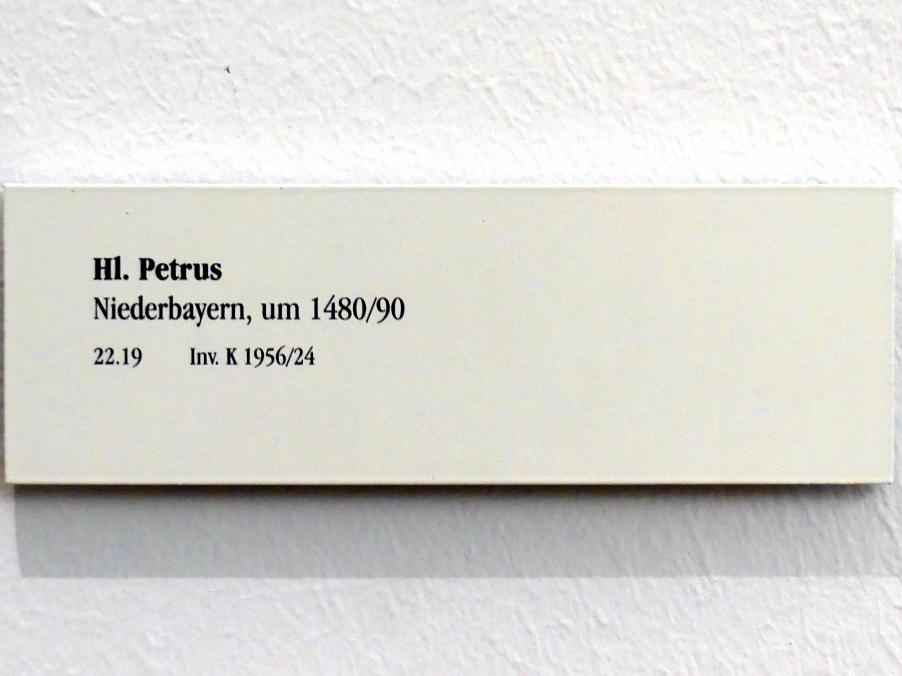 Hl. Petrus
Niederbayern, um 1480/90
22.19 Inv. K 1956/24